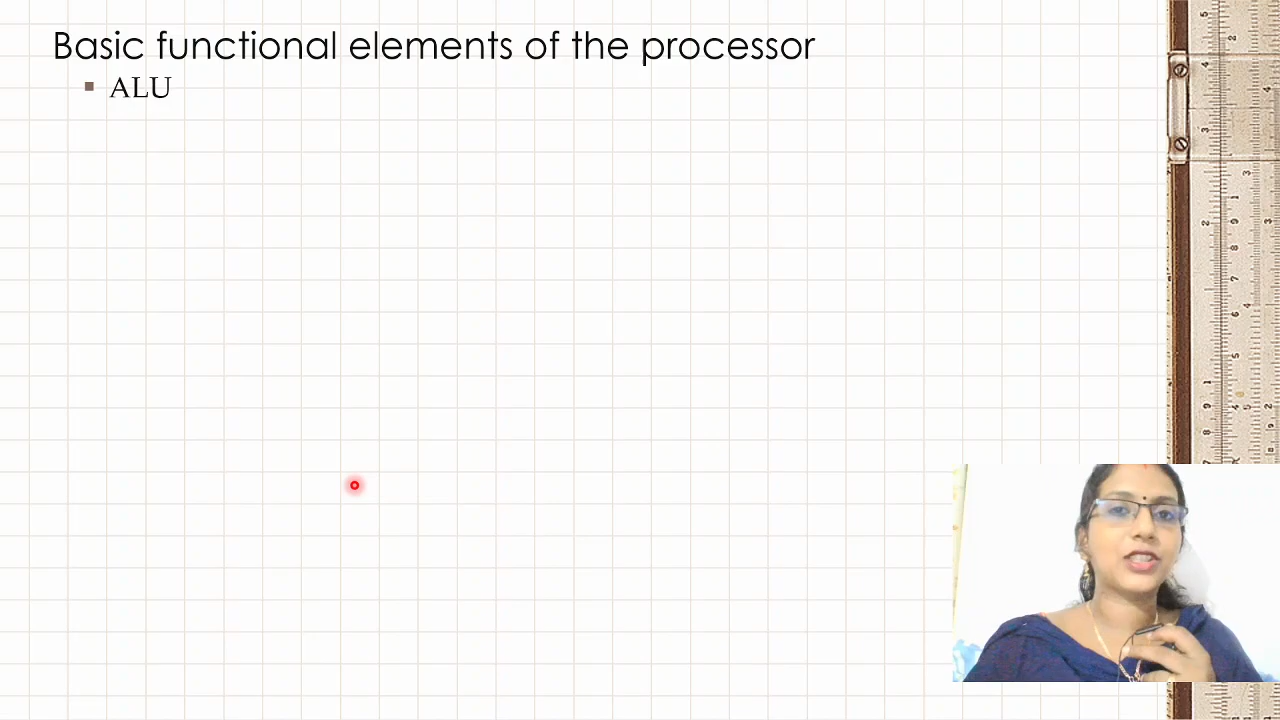 Basic functional elements of the processor
ALU